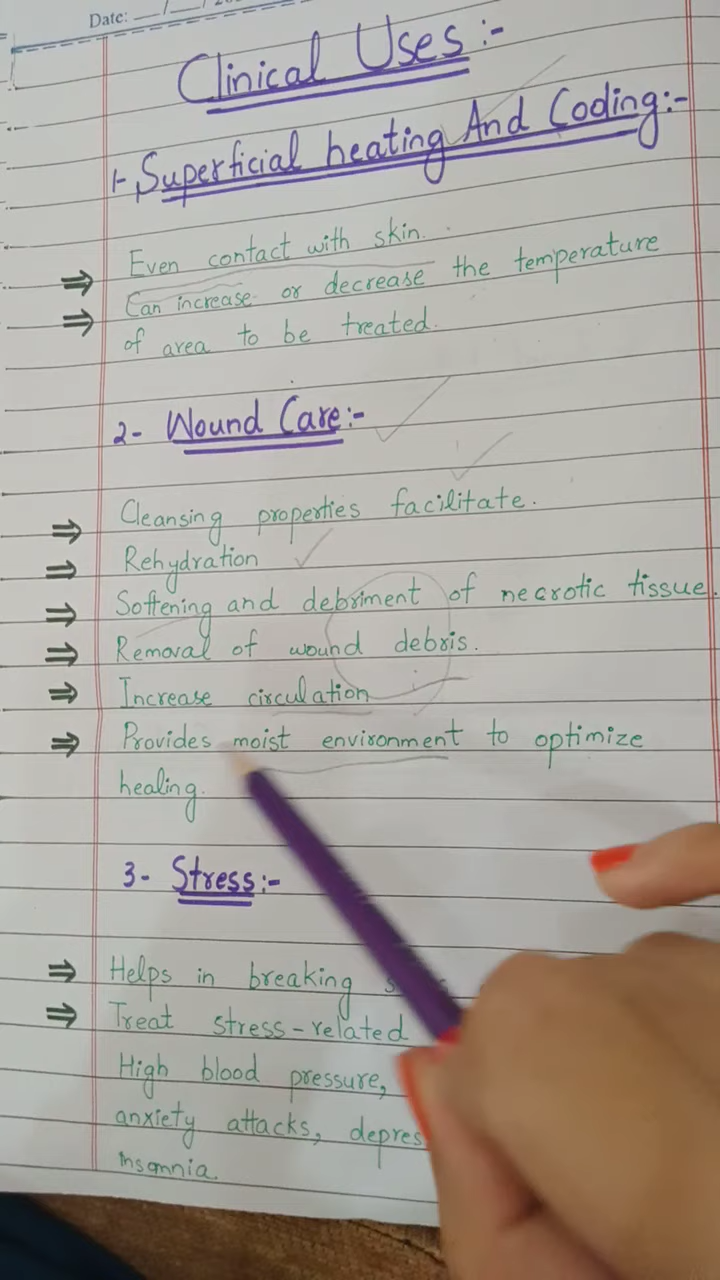 Date: __/__/20
Clinical Uses:-
1-, Superficial heating And Coding:-
⇒ Even contact with skin.
⇒ Can increase or decrease the temperature
of area to be treated.
2- Wound Care:-
⇒ Cleansing properties facilitate.
⇒ Rehydration
⇒ Softening and debriment of necrotic tissue.
⇒ Removal of wound debris.
⇒ Increase circulation
⇒ Provides moist environment to optimize
healing.
3- Stress:-
⇒ Helps in breaking
⇒ Treat stress-related
High blood pressure,
anxiety attacks, depres
Insomnia